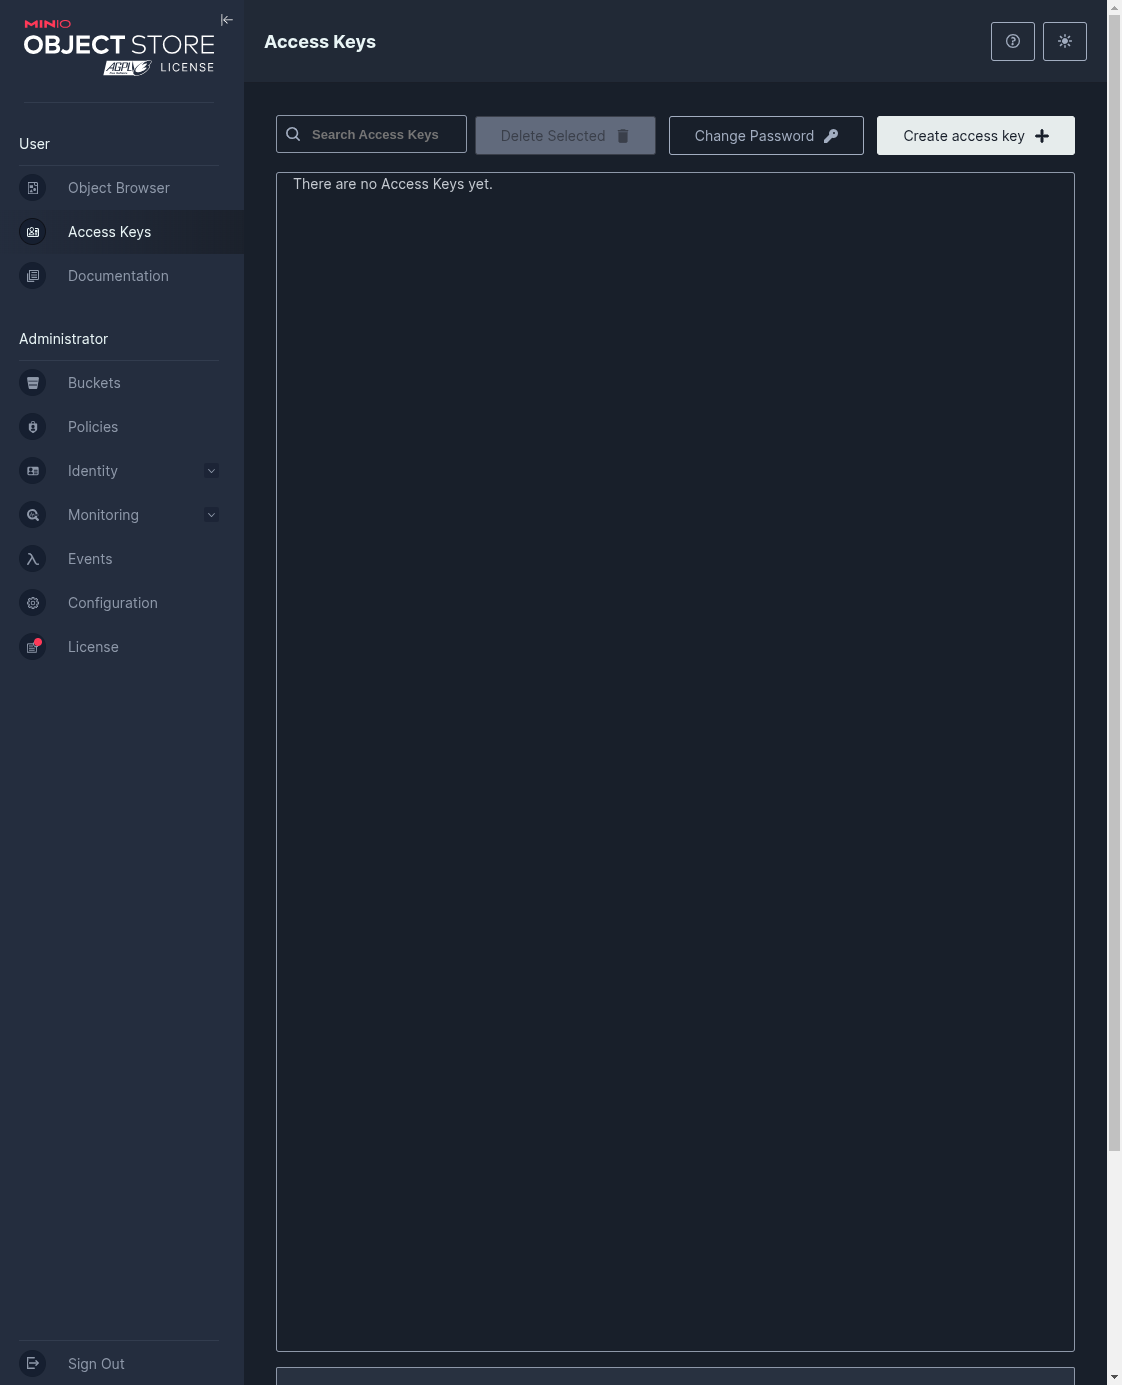 MINIO
OBJECT STORE
AGPLv3 LICENSE
User
Object Browser
Access Keys
Documentation
Administrator
Buckets
Policies
Identity
Monitoring
Events
Configuration
License
Sign Out
Access Keys
Search Access Keys
Delete Selected
Change Password
Create access key
There are no Access Keys yet.